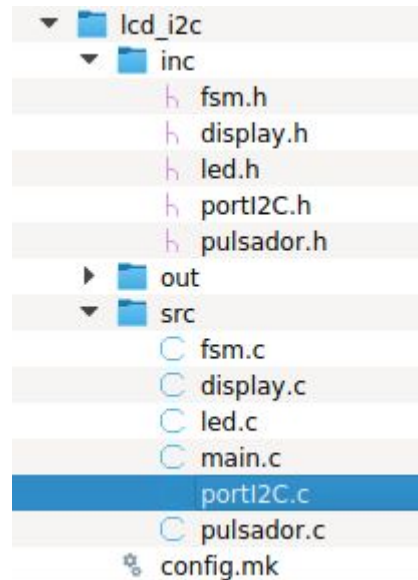 lcd_i2c
inc
fsm.h
display.h
led.h
portI2C.h
pulsador.h
out
src
fsm.c
display.c
led.c
main.c
portI2C.c
pulsador.c
config.mk